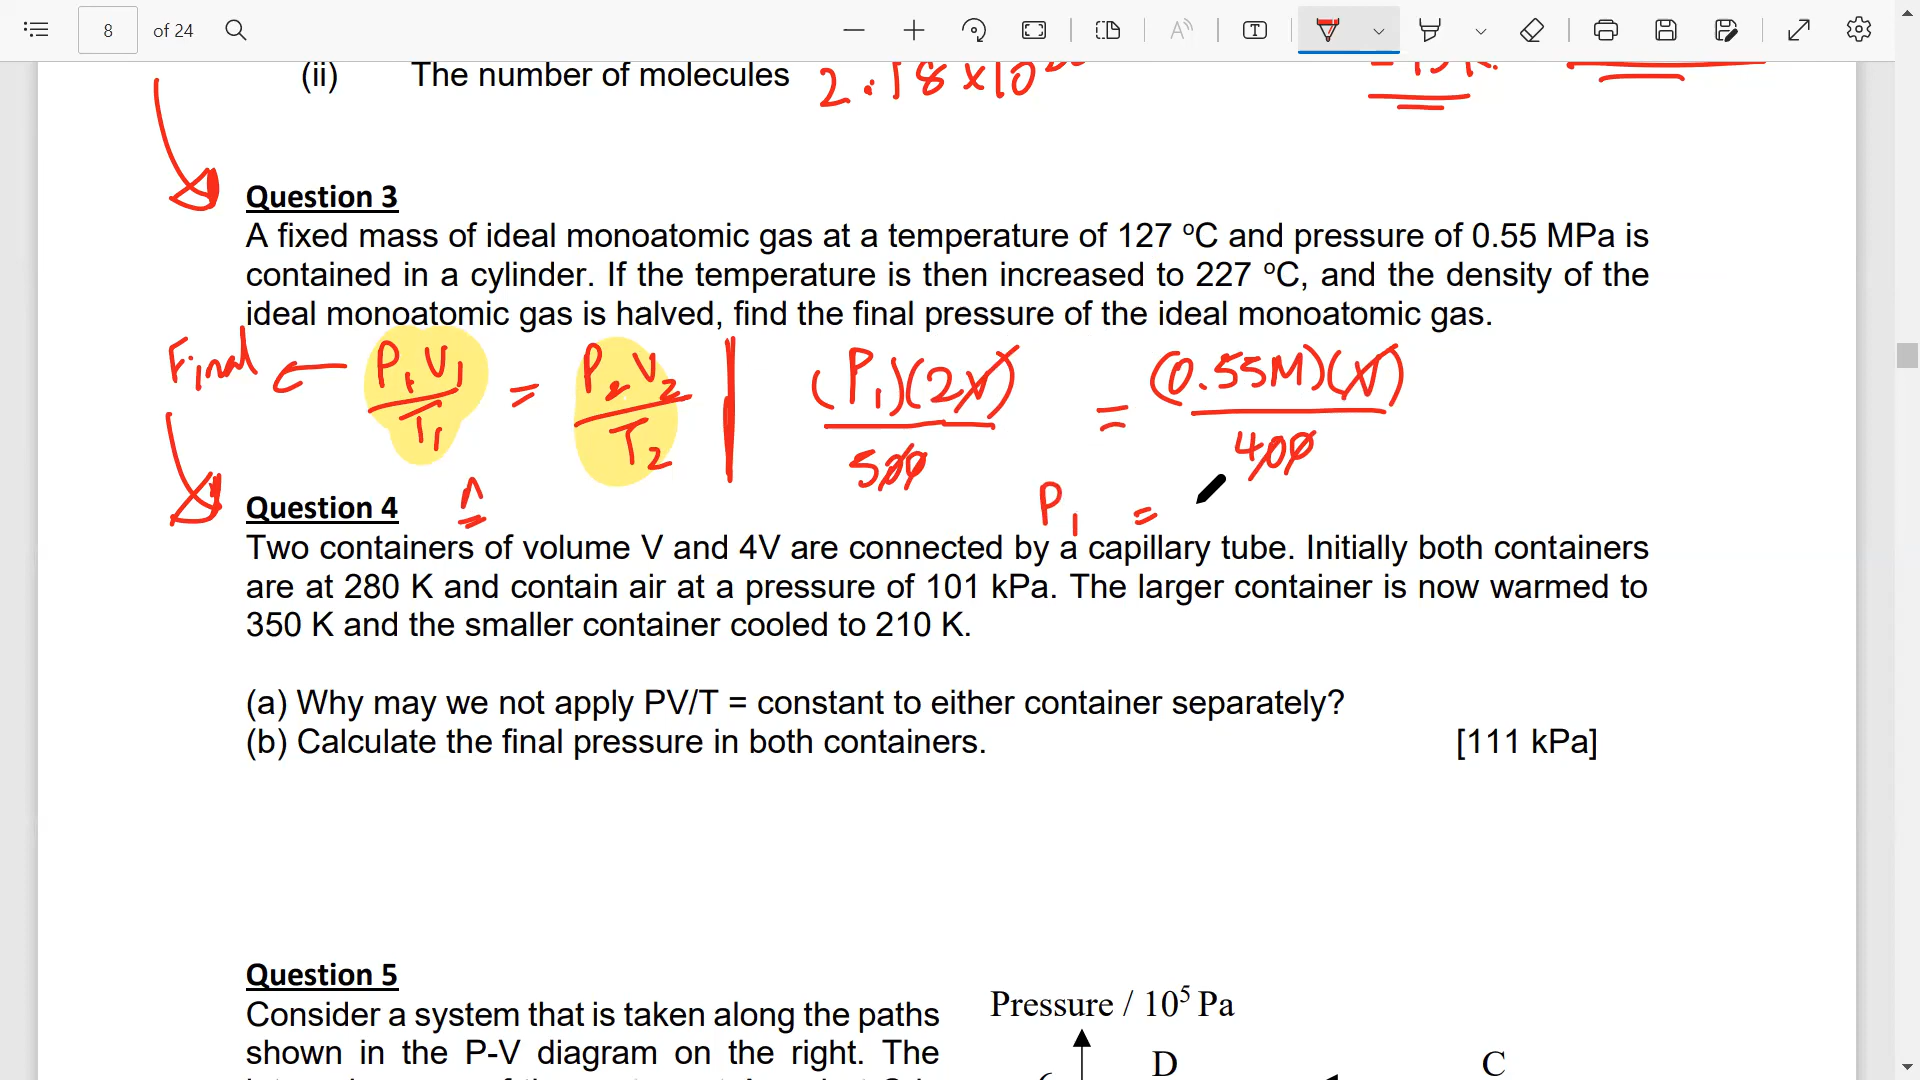 8 of 24
(ii) The number of molecules 2.18 x 10
Question 3
A fixed mass of ideal monoatomic gas at a temperature of 127 ºC and pressure of 0.55 MPa is
contained in a cylinder. If the temperature is then increased to 227 ºC, and the density of the
ideal monoatomic gas is halved, find the final pressure of the ideal monoatomic gas.
Final ← P₁V₁/T₁ = P₂V₂/T₂ | (P₁)(2V)/500 = (0.55M)(V)/400
P₁ =
Question 4
Two containers of volume V and 4V are connected by a capillary tube. Initially both containers
are at 280 K and contain air at a pressure of 101 kPa. The larger container is now warmed to
350 K and the smaller container cooled to 210 K.
(a) Why may we not apply PV/T = constant to either container separately?
(b) Calculate the final pressure in both containers. [111 kPa]
Question 5
Consider a system that is taken along the paths
shown in the P-V diagram on the right. The
Pressure / 10⁵ Pa
D C